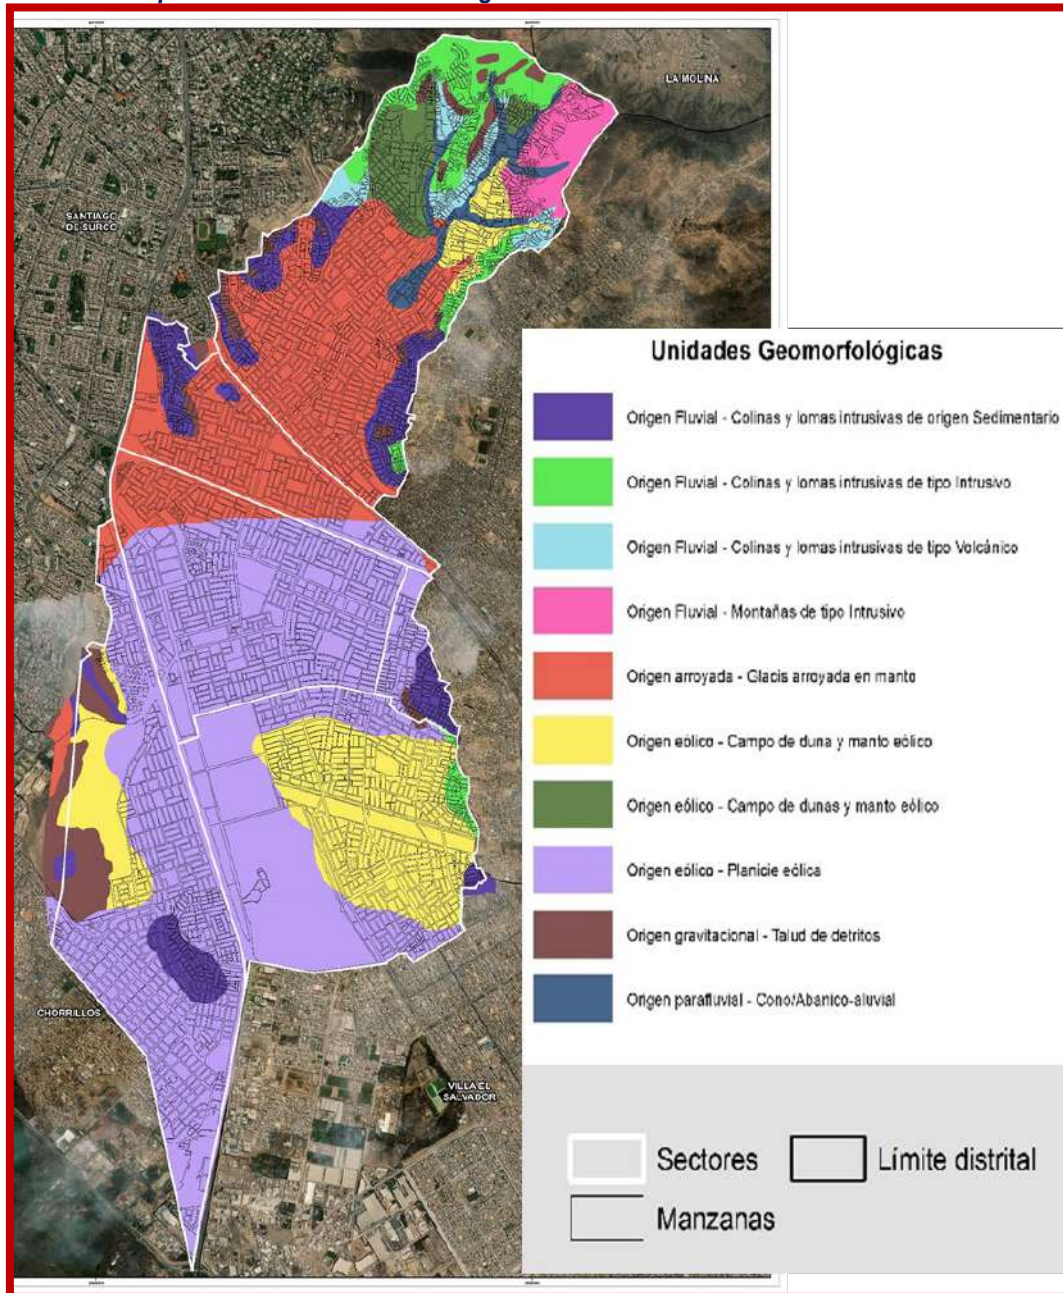 LA MOLINA
SANTIAGO
DE SURCO
Unidades Geomorfológicas
Origen Fluvial - Colinas y lomas intrusivas de origen Sedimentario
Origen Fluvial - Colinas y lomas intrusivas de tipo Intrusivo
Origen Fluvial - Colinas y lomas intrusivas de tipo Volcánico
Origen Fluvial - Montañas de tipo Intrusivo
Origen arroyada - Glacis arroyada en manto
Origen eólico - Campo de duna y manto eólico
Origen eólico - Campo de dunas y manto eólico
Origen eólico - Planicie eólica
Origen gravitacional - Talud de detritos
Origen parafluvial - Cono/Abanico-aluvial
CHORRILLOS
VILLA EL
SALVADOR
Sectores
Límite distrital
Manzanas